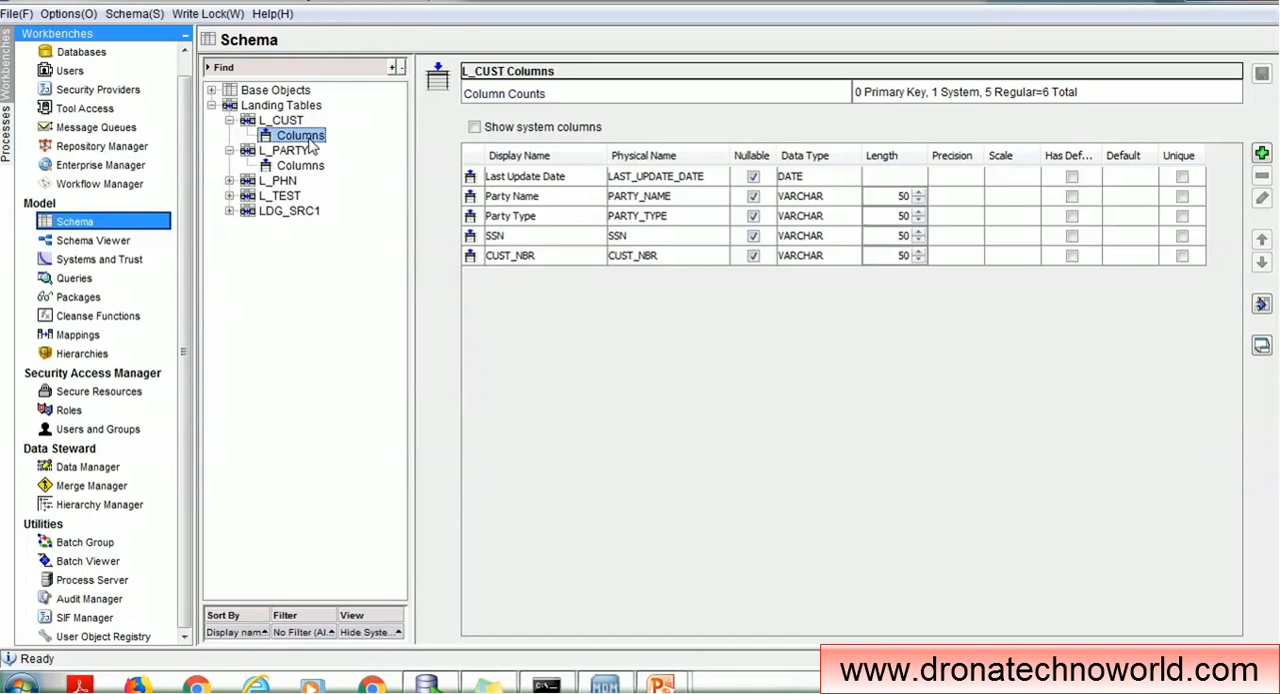 File(F) Options(O) Schema(S) Write Lock(W) Help(H)
Workbenches
Processes
Workbenches
Databases
Users
Security Providers
Tool Access
Message Queues
Repository Manager
Enterprise Manager
Workflow Manager
Model
Schema
Schema Viewer
Systems and Trust
Queries
Packages
Cleanse Functions
Mappings
Hierarchies
Security Access Manager
Secure Resources
Roles
Users and Groups
Data Steward
Data Manager
Merge Manager
Hierarchy Manager
Utilities
Batch Group
Batch Viewer
Process Server
Audit Manager
SIF Manager
User Object Registry
Schema
Find + -
Base Objects
Landing Tables
L_CUST
Columns
L_PARTY
Columns
L_PHN
L_TEST
LDG_SRC1
Sort By Filter View
Display nam... No Filter (Al... Hide Syste...
L_CUST Columns
Column Counts 0 Primary Key, 1 System, 5 Regular=6 Total
Show system columns
Display Name Physical Name Nullable Data Type Length Precision Scale Has Def... Default Unique
Last Update Date LAST_UPDATE_DATE DATE
Party Name PARTY_NAME VARCHAR 50
Party Type PARTY_TYPE VARCHAR 50
SSN SSN VARCHAR 50
CUST_NBR CUST_NBR VARCHAR 50
Ready
MDM
www.dronatechnoworld.com